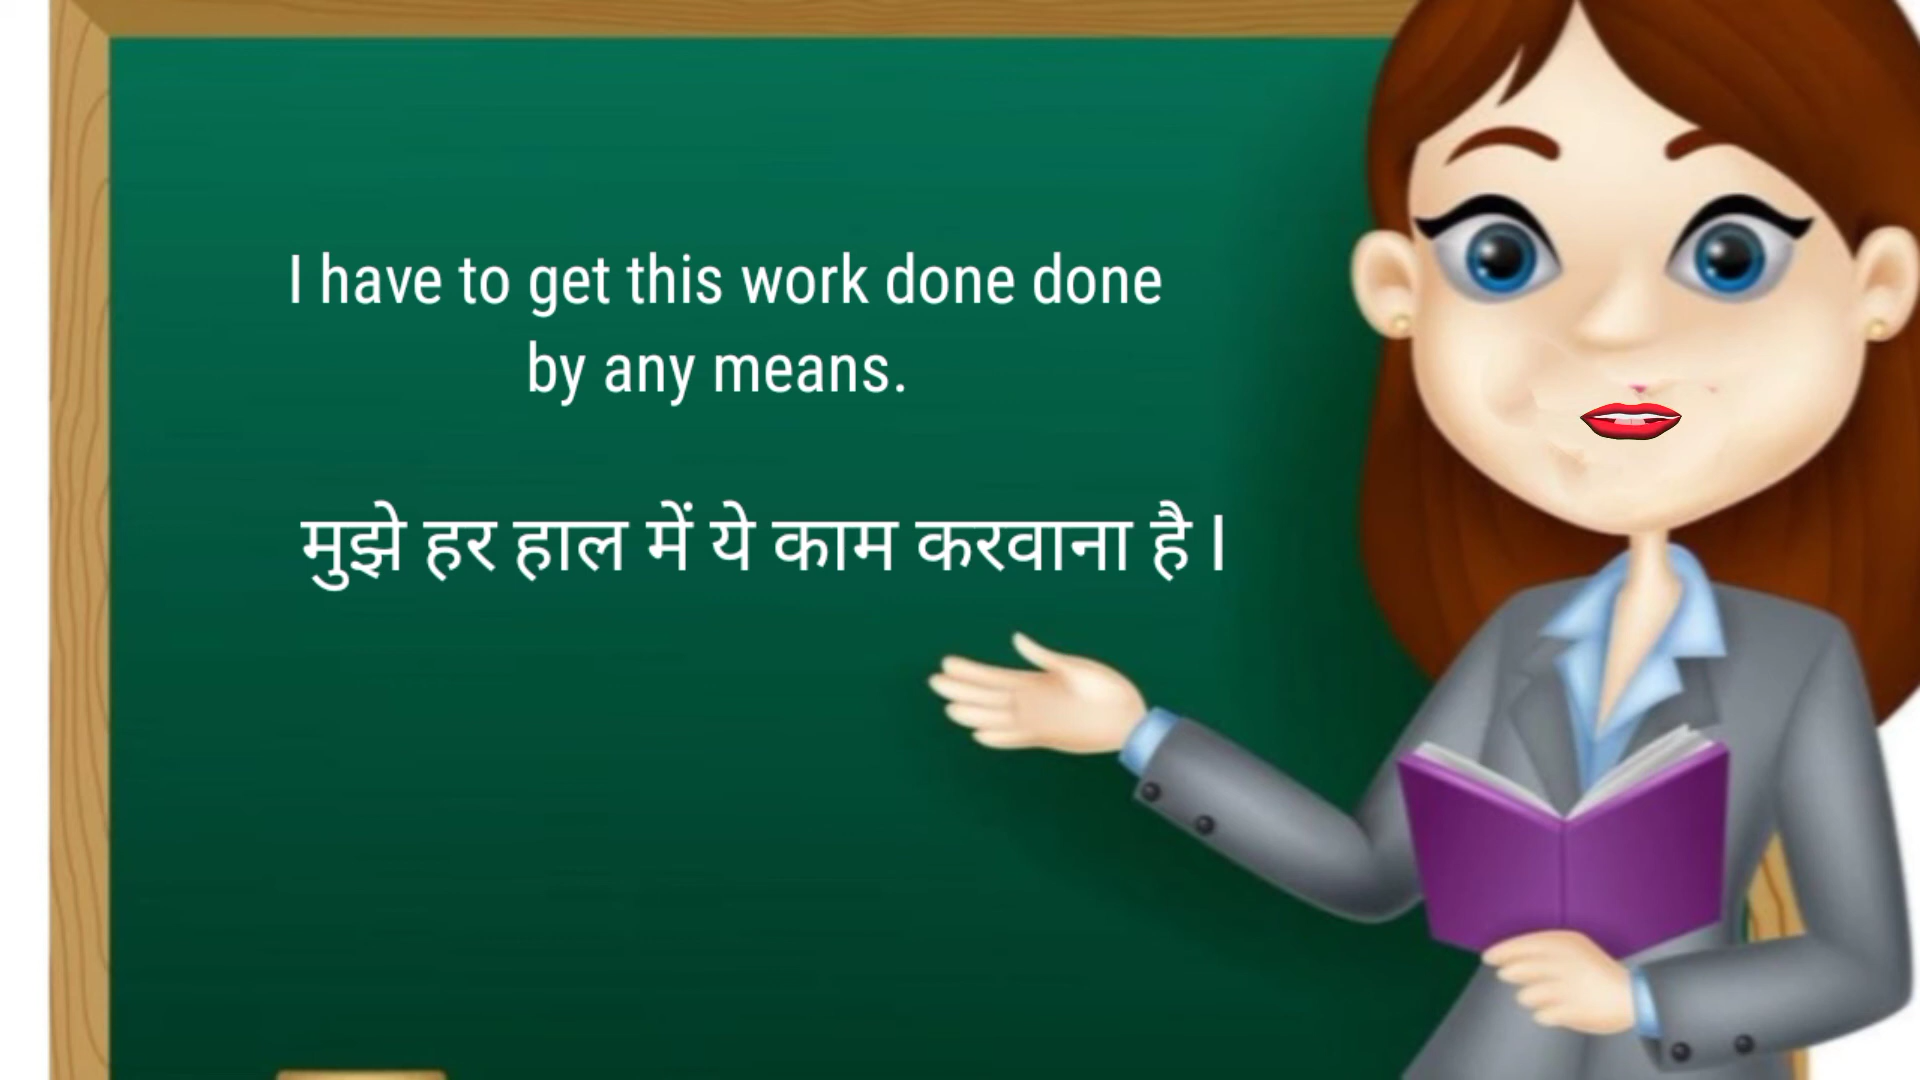 I have to get this work done done
by any means.
मुझे हर हाल में ये काम करवाना है l